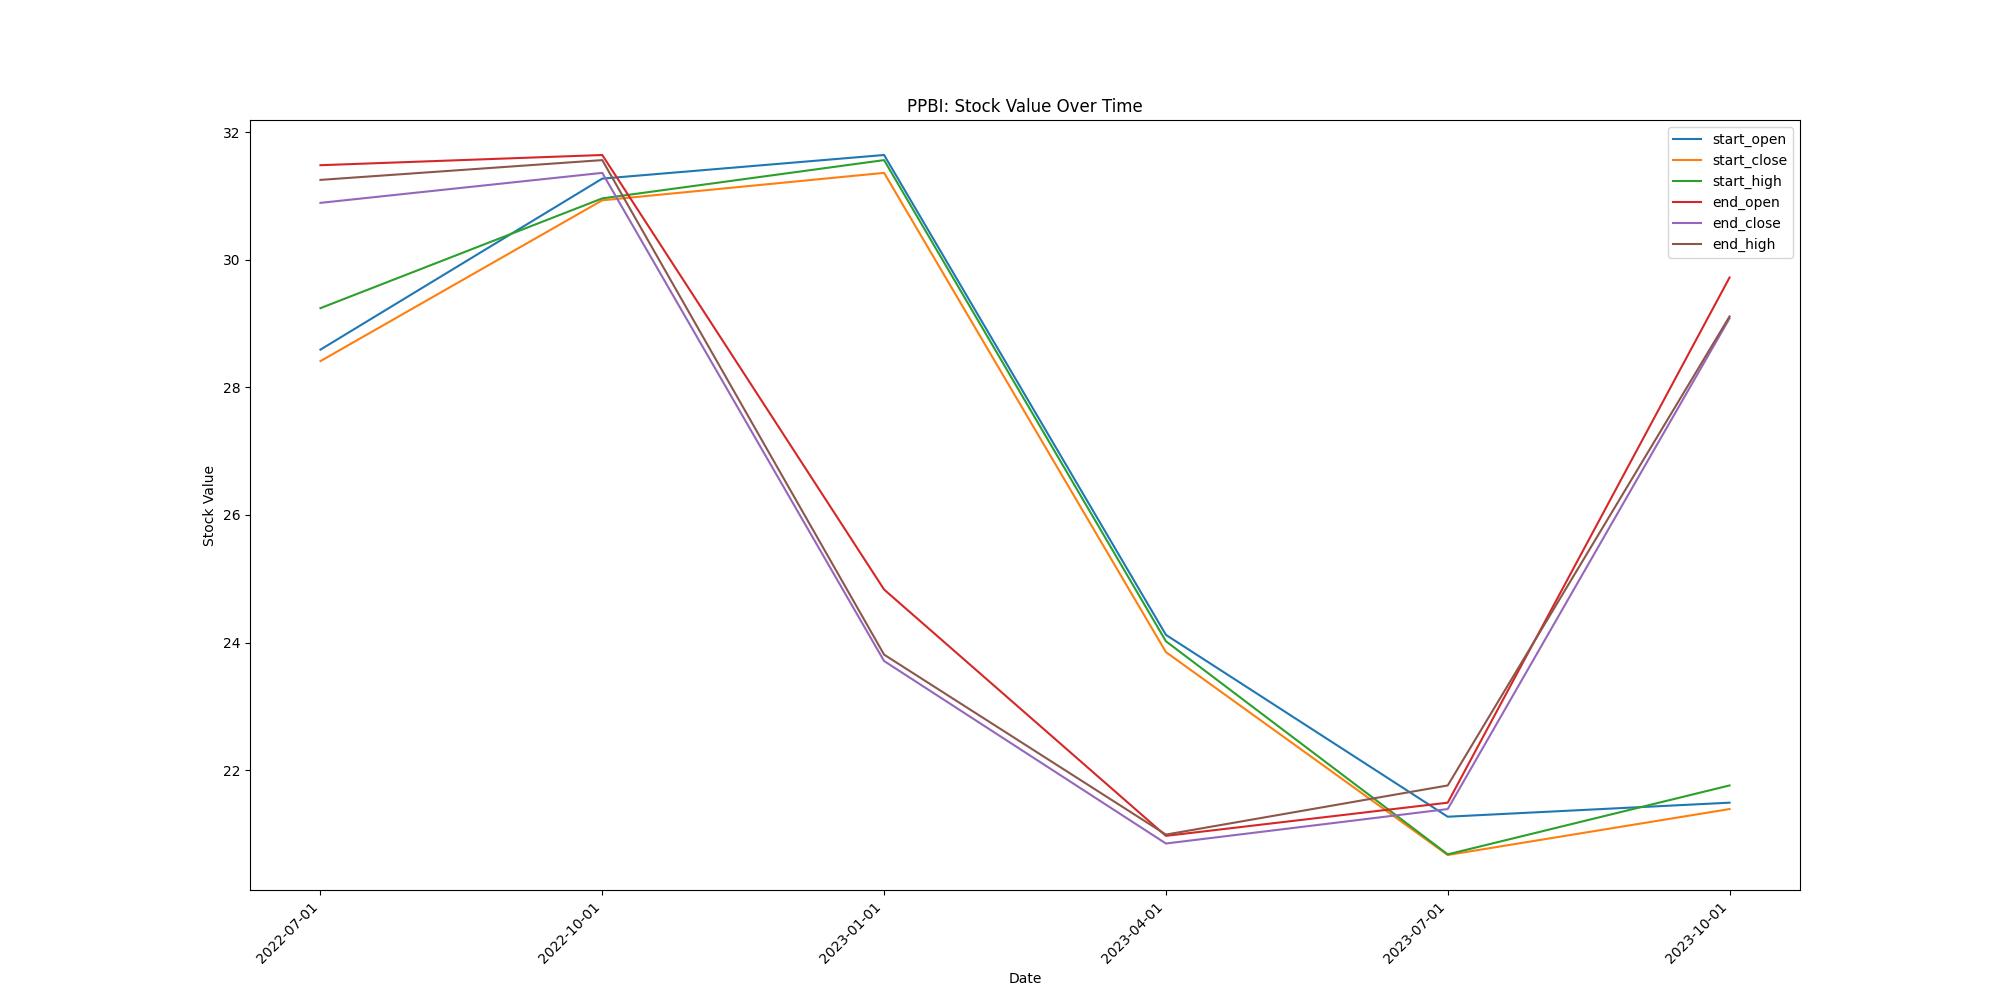 PPBI: Stock Value Over Time
start_open
start_close
start_high
end_open
end_close
end_high
32
30
28
26
24
22
Stock Value
2022-07-01
2022-10-01
2023-01-01
2023-04-01
2023-07-01
2023-10-01
Date